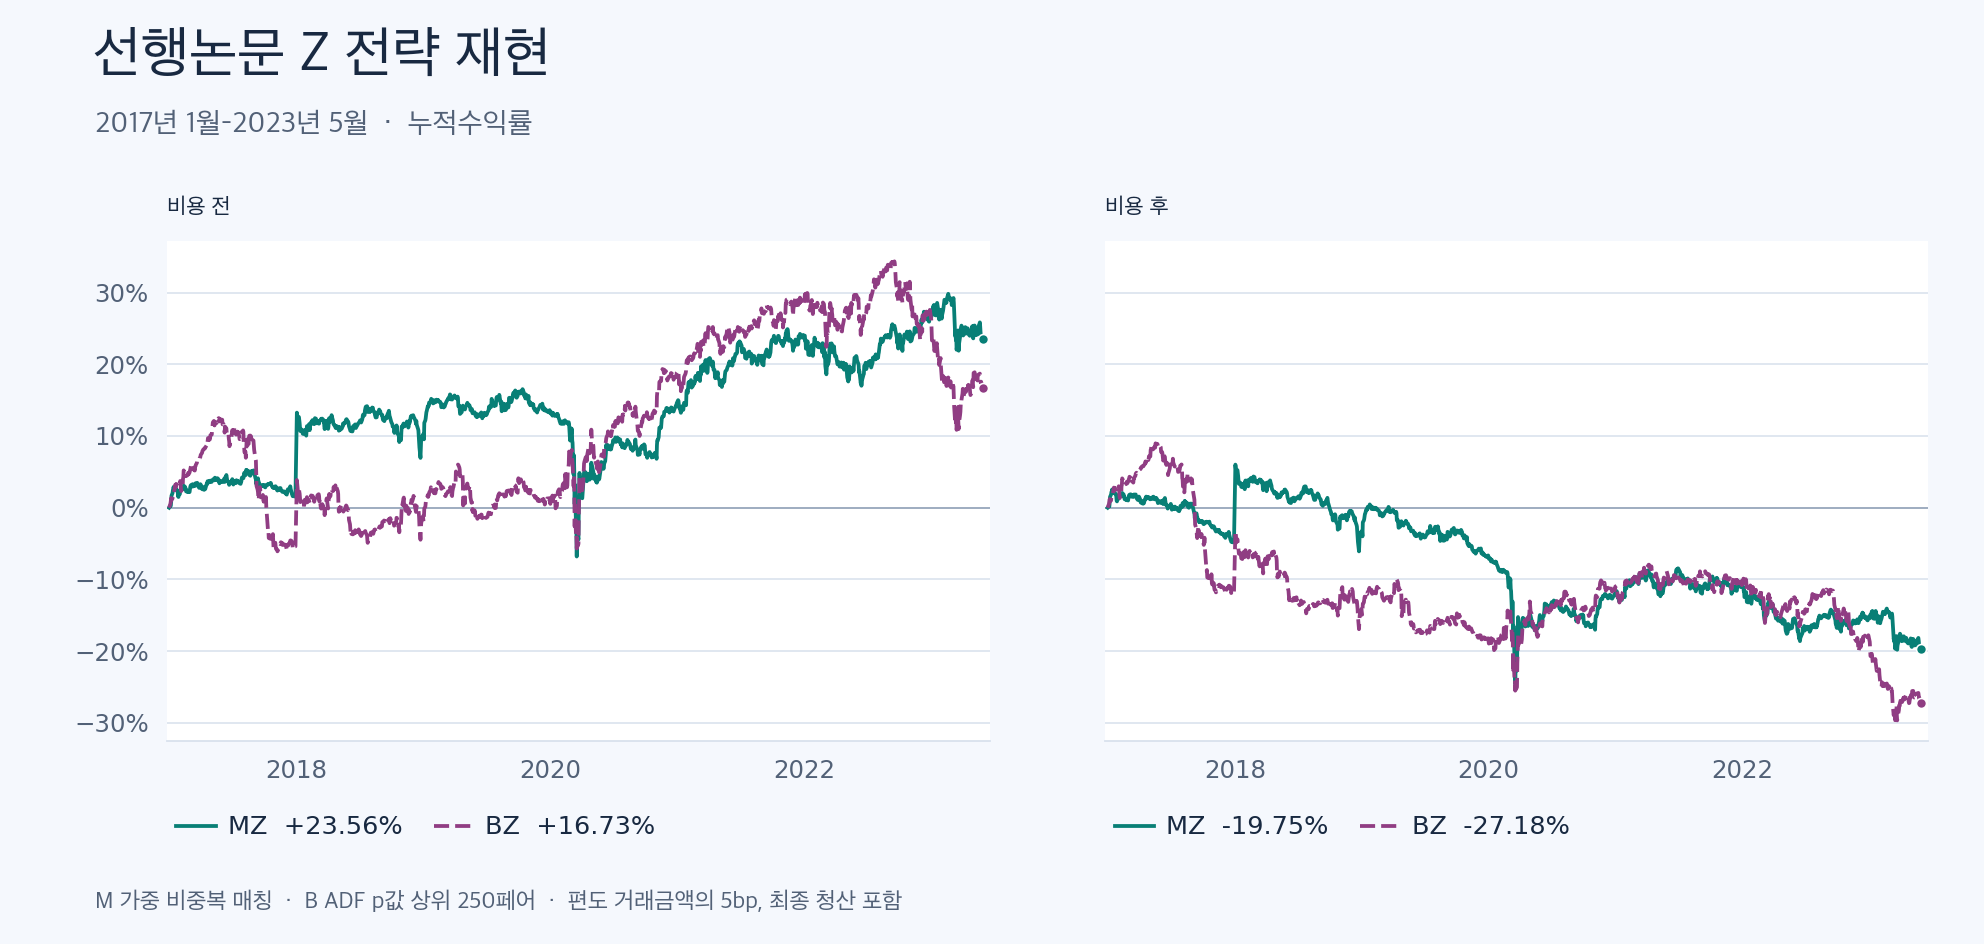 선행논문 Z 전략 재현
2017년 1월-2023년 5월 · 누적수익률
비용 전
30%
20%
10%
0%
−10%
−20%
−30%
2018 2020 2022
MZ +23.56% BZ +16.73%
비용 후
2018 2020 2022
MZ -19.75% BZ -27.18%
M 가중 비중복 매칭 · B ADF p값 상위 250페어 · 편도 거래금액의 5bp, 최종 청산 포함